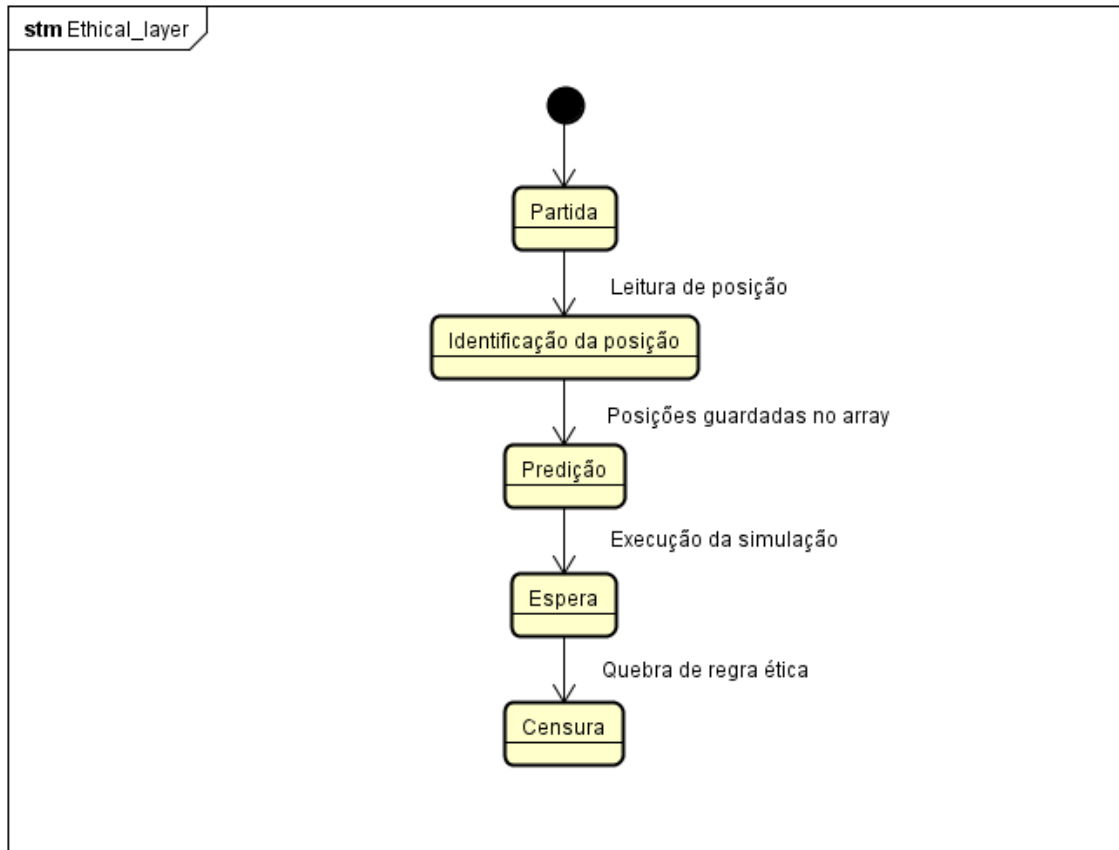 stm Ethical_layer
Partida
Leitura de posição
Identificação da posição
Posições guardadas no array
Predição
Execução da simulação
Espera
Quebra de regra ética
Censura